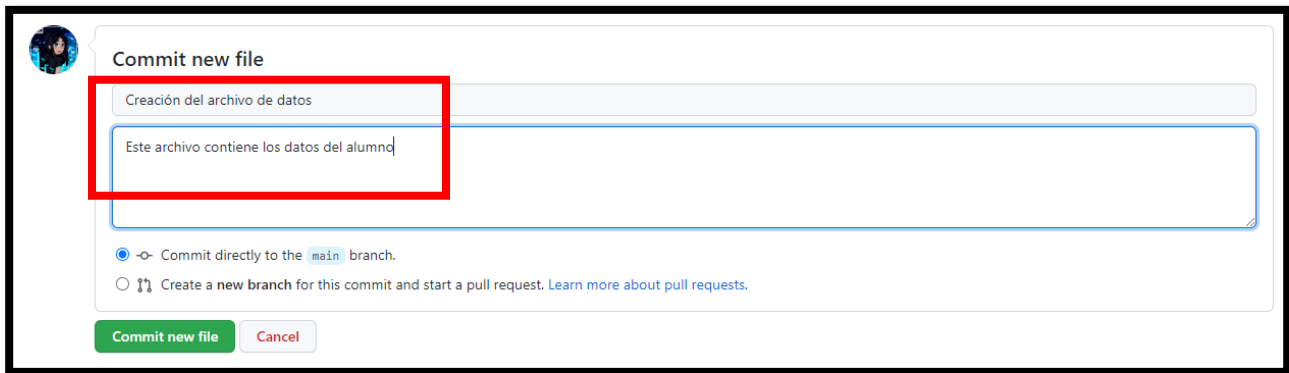 Commit new file
Creación del archivo de datos
Este archivo contiene los datos del alumno
Commit directly to the main branch.
Create a new branch for this commit and start a pull request. Learn more about pull requests.
Commit new file
Cancel